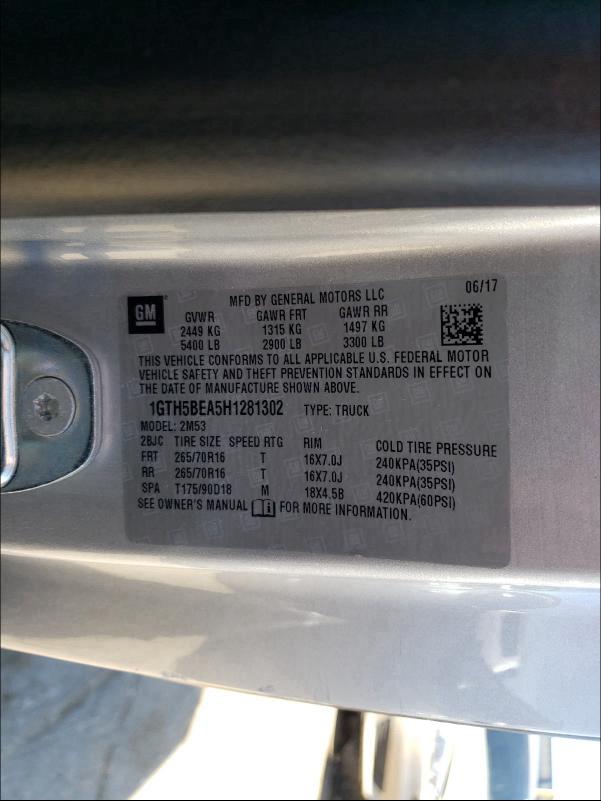 06/17
GM MFD BY GENERAL MOTORS LLC
GVWR GAWR FRT GAWR RR
2449 KG 1315 KG 1497 KG
5400 LB 2900 LB 3300 LB
THIS VEHICLE CONFORMS TO ALL APPLICABLE U.S. FEDERAL MOTOR
VEHICLE SAFETY AND THEFT PREVENTION STANDARDS IN EFFECT ON
THE DATE OF MANUFACTURE SHOWN ABOVE.
1GTH5BEA5H1281302 TYPE: TRUCK
MODEL: 2M53
2BJC TIRE SIZE SPEED RTG RIM COLD TIRE PRESSURE
FRT 265/70R16 T 16X7.0J 240KPA(35PSI)
RR 265/70R16 T 16X7.0J 240KPA(35PSI)
SPA T175/90D18 M 18X4.5B 420KPA(60PSI)
SEE OWNER'S MANUAL FOR MORE INFORMATION.